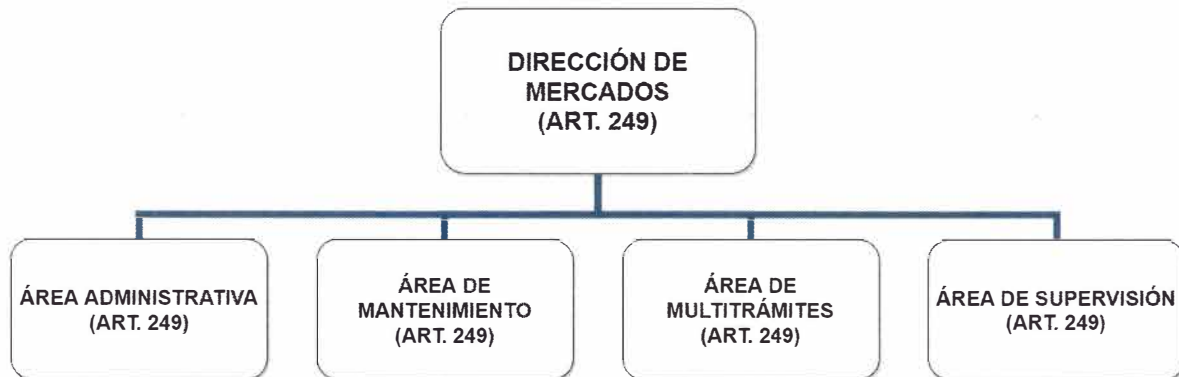 DIRECCIÓN DE
MERCADOS
(ART. 249)
ÁREA ADMINISTRATIVA
(ART. 249)
ÁREA DE
MANTENIMIENTO
(ART. 249)
ÁREA DE
MULTITRÁMITES
(ART. 249)
ÁREA DE SUPERVISIÓN
(ART. 249)